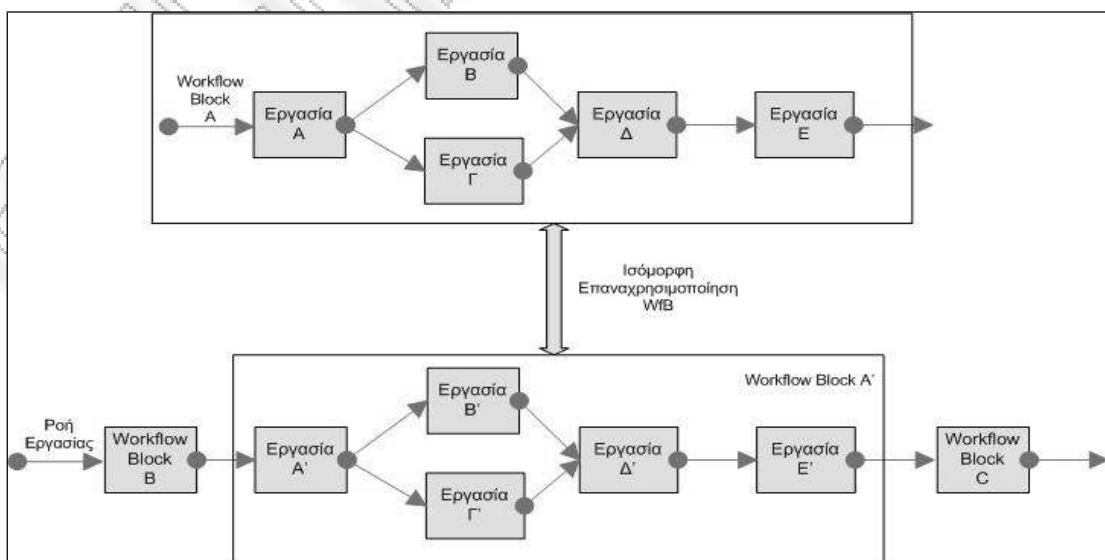 Workflow
Block
A
Εργασία
Α
Εργασία
Β
Εργασία
Γ
Εργασία
Δ
Εργασία
Ε
Ισόμορφη
Επαναχρησιμοποίηση
WfB
Workflow Block A΄
Ροή
Εργασίας
Workflow
Block
B
Εργασία
Α’
Εργασία
Β’
Εργασία
Γ’
Εργασία
Δ’
Εργασία
Ε’
Workflow
Block
C